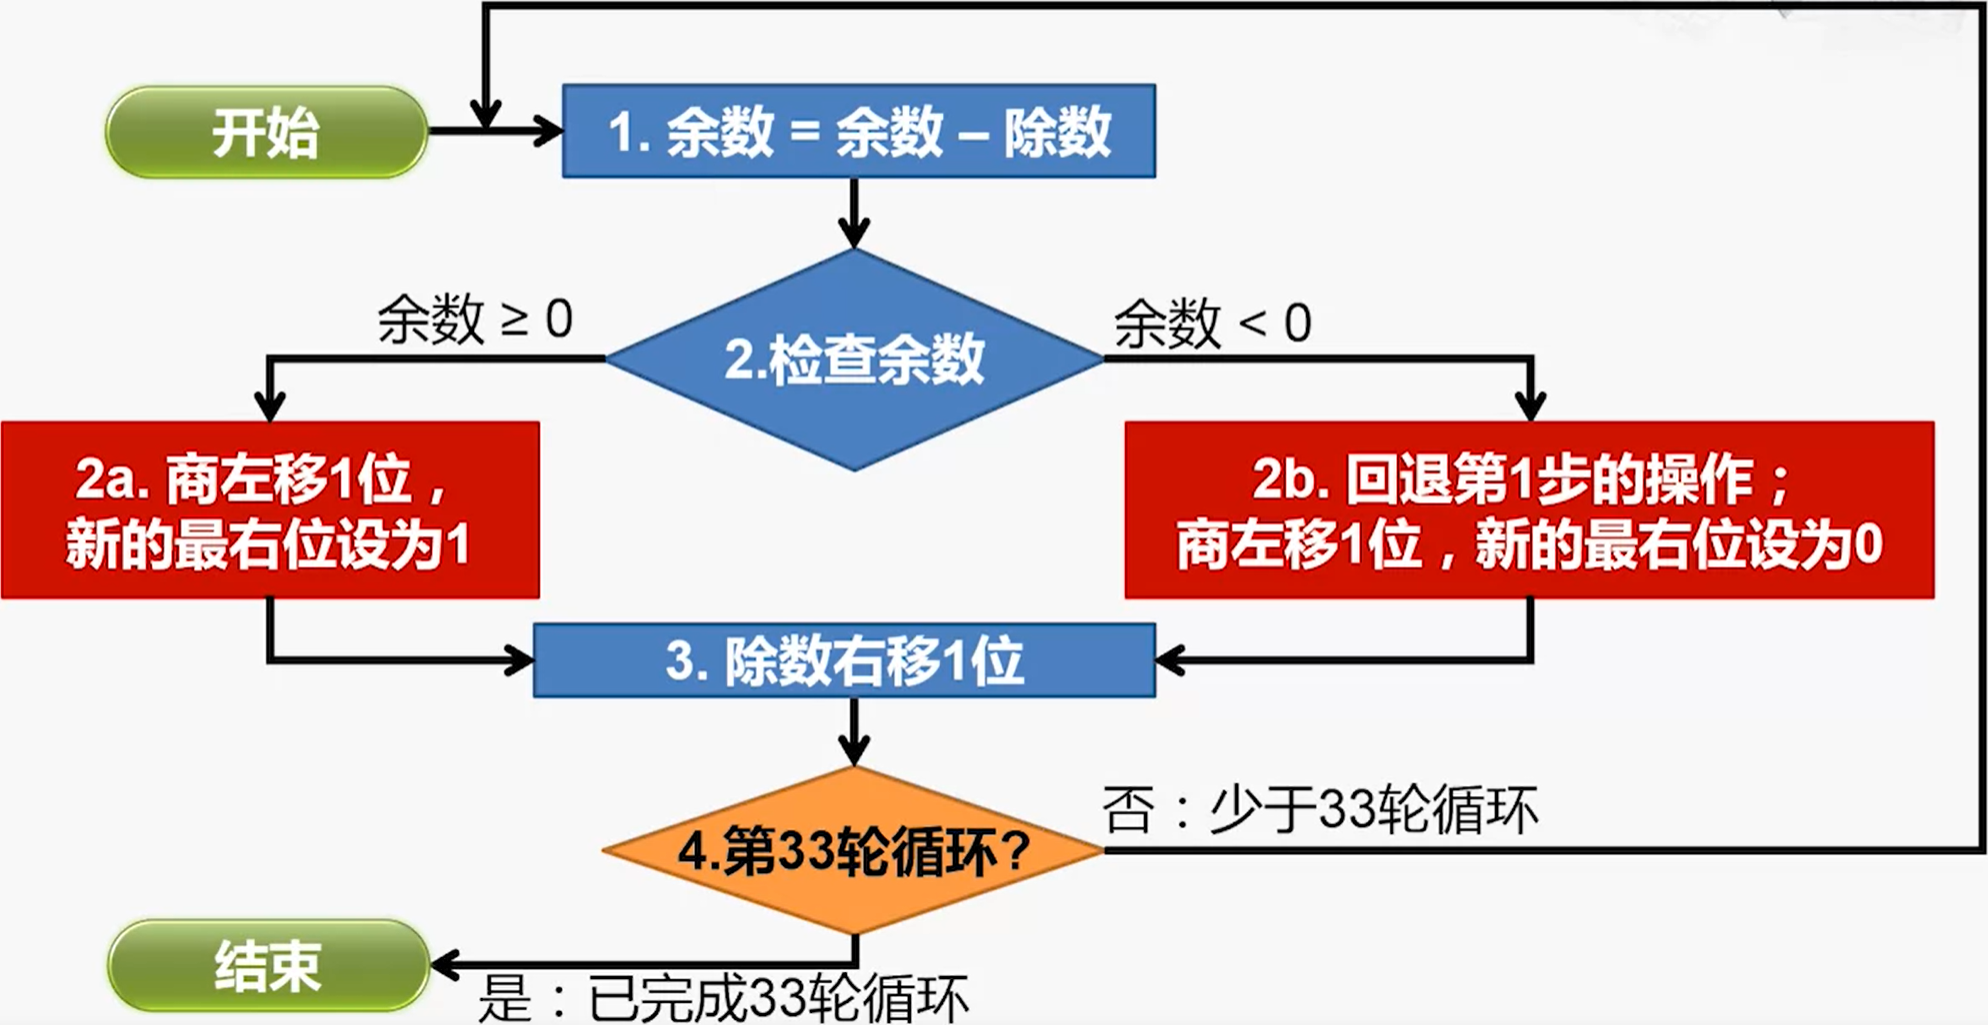 开始
1. 余数 = 余数 – 除数
余数 ≥ 0
2.检查余数
余数 < 0
2a. 商左移1位，
新的最右位设为1
2b. 回退第1步的操作；
商左移1位，新的最右位设为0
3. 除数右移1位
4.第33轮循环?
否：少于33轮循环
结束
是：已完成33轮循环